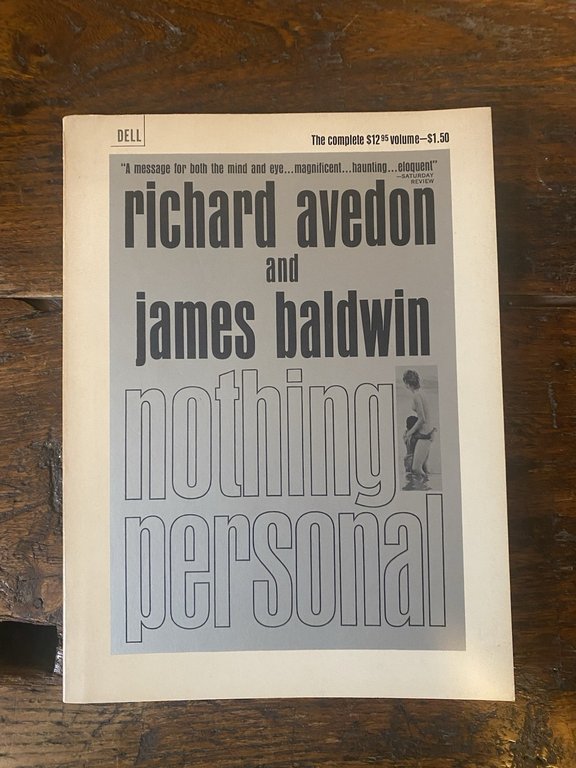 DELL
The complete $12.95 volume—$1.50
"A message for both the mind and eye...magnificent...haunting...eloquent"
—SATURDAY
REVIEW
richard avedon
and
james baldwin
nothing
personal